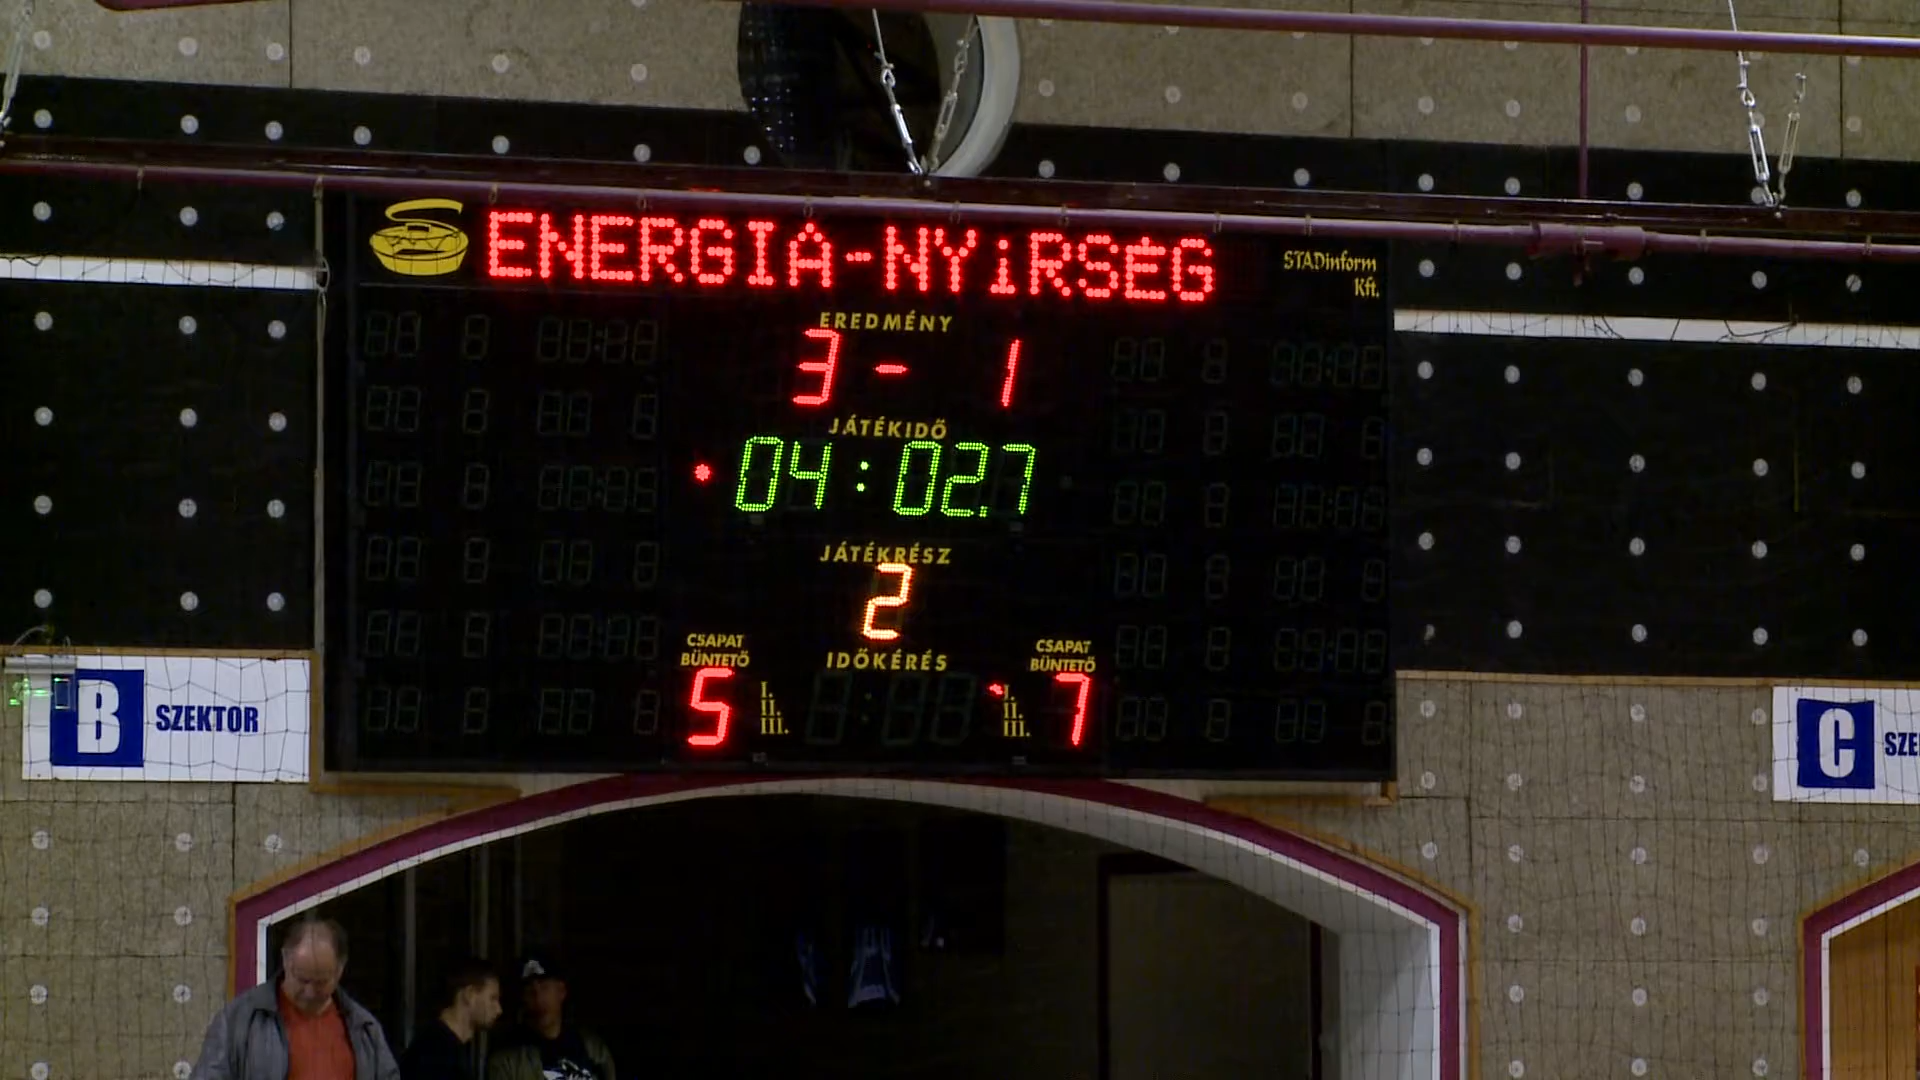 ENERGIA-NYiRSÉG
STADinform
Kft.
EREDMÉNY
3 - 1
JÁTÉKIDŐ
04:02.7
JÁTÉKRÉSZ
2
CSAPAT
BÜNTETŐ
5
I.
II.
III.
IDŐKÉRÉS
I.
II.
III.
CSAPAT
BÜNTETŐ
7
B SZEKTOR
C